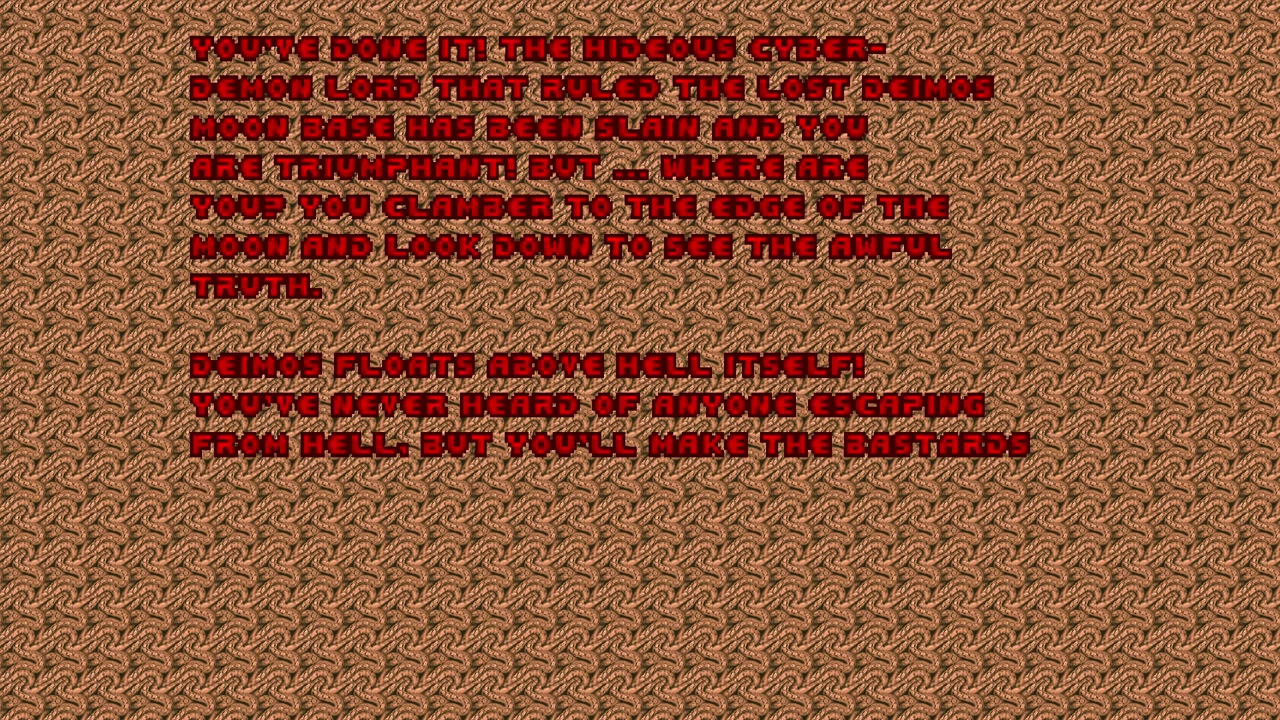 YOU'VE DONE IT! THE HIDEOUS CYBER-
DEMON LORD THAT RULED THE LOST DEIMOS
MOON BASE HAS BEEN SLAIN AND YOU
ARE TRIUMPHANT! BUT ... WHERE ARE
YOU? YOU CLAMBER TO THE EDGE OF THE
MOON AND LOOK DOWN TO SEE THE AWFUL
TRUTH.
DEIMOS FLOATS ABOVE HELL ITSELF!
YOU'VE NEVER HEARD OF ANYONE ESCAPING
FROM HELL, BUT YOU'LL MAKE THE BASTARDS